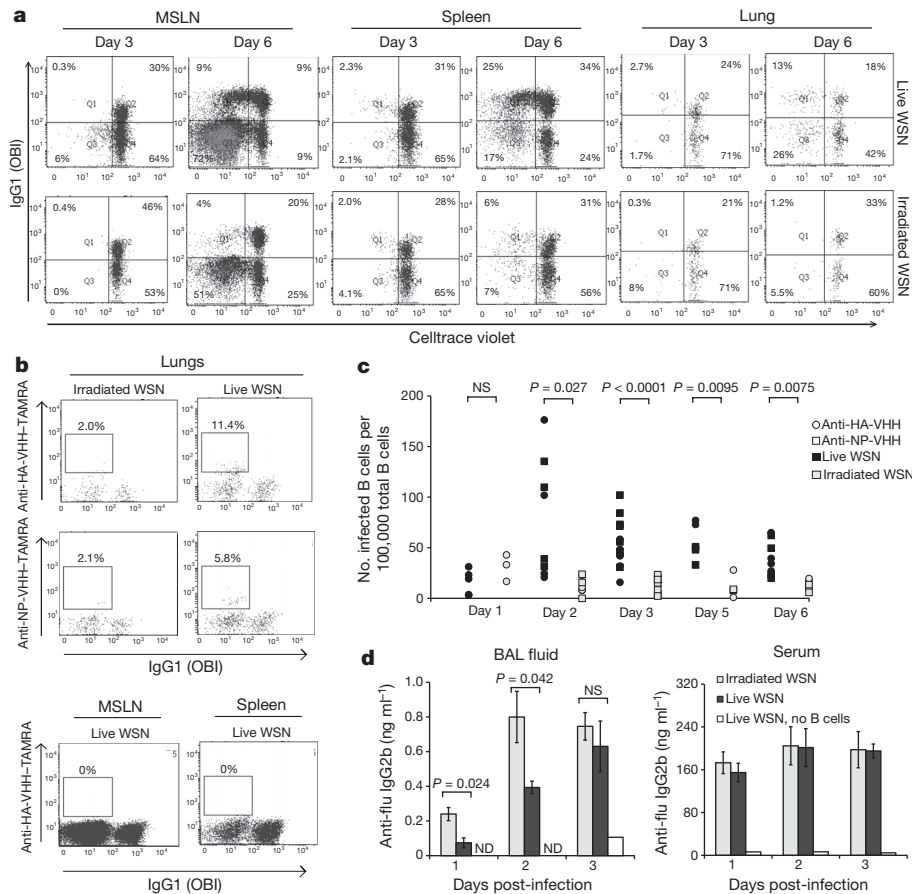 a
MSLN Spleen Lung
Day 3 Day 6 Day 3 Day 6 Day 3 Day 6
0.3% 30% 9% 9% 2.3% 31% 25% 34% 2.7% 24% 13% 18%
Q1 Q2 Q3 Q4
6% 64% 72% 9% 2.1% 65% 17% 24% 1.7% 71% 26% 42%
Live WSN
0.4% 46% 4% 20% 2.0% 28% 6% 31% 0.3% 21% 1.2% 33%
Q1 Q2 Q3 Q4
0% 53% 51% 25% 4.1% 65% 7% 56% 8% 71% 5.5% 60%
Irradiated WSN
IgG1 (OBI)
Celltrace violet
b
Lungs
Irradiated WSN Live WSN
Anti-HA-VHH–TAMRA
2.0% 11.4%
Anti-NP-VHH–TAMRA
2.1% 5.8%
IgG1 (OBI)
MSLN Spleen
Live WSN Live WSN
Anti-HA-VHH–TAMRA
0% 0%
IgG1 (OBI)
c
NS P = 0.027 P < 0.0001 P = 0.0095 P = 0.0075
No. infected B cells per
100,000 total B cells
200
150
100
50
0
Day 1 Day 2 Day 3 Day 5 Day 6
Anti-HA-VHH
Anti-NP-VHH
Live WSN
Irradiated WSN
d
BAL fluid
Anti-flu IgG2b (ng ml−1)
1.0
0.8
0.6
0.4
0.2
0
P = 0.024
P = 0.042
NS
ND ND
1 2 3
Days post-infection
Serum
Anti-flu IgG2b (ng ml−1)
320
240
160
80
0
Irradiated WSN
Live WSN
Live WSN, no B cells
1 2 3
Days post-infection